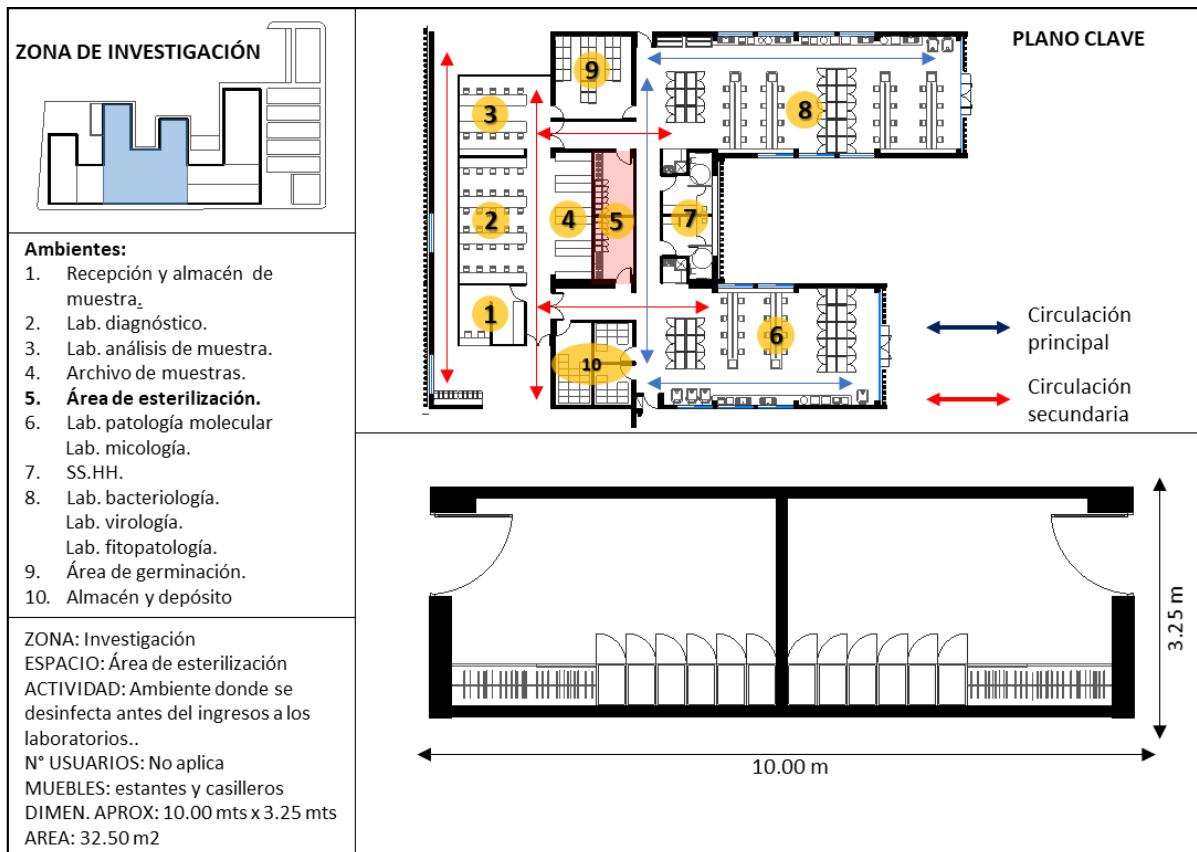 ZONA DE INVESTIGACIÓN
Ambientes:
1. Recepción y almacén de
muestra.
2. Lab. diagnóstico.
3. Lab. análisis de muestra.
4. Archivo de muestras.
5. Área de esterilización.
6. Lab. patología molecular
Lab. micología.
7. SS.HH.
8. Lab. bacteriología.
Lab. virología.
Lab. fitopatología.
9. Área de germinación.
10. Almacén y depósito
ZONA: Investigación
ESPACIO: Área de esterilización
ACTIVIDAD: Ambiente donde se
desinfecta antes del ingresos a los
laboratorios..
N° USUARIOS: No aplica
MUEBLES: estantes y casilleros
DIMEN. APROX: 10.00 mts x 3.25 mts
AREA: 32.50 m2
PLANO CLAVE
9
3
8
2
4
5
7
1
6
10
Circulación
principal
Circulación
secundaria
3.25 m
10.00 m